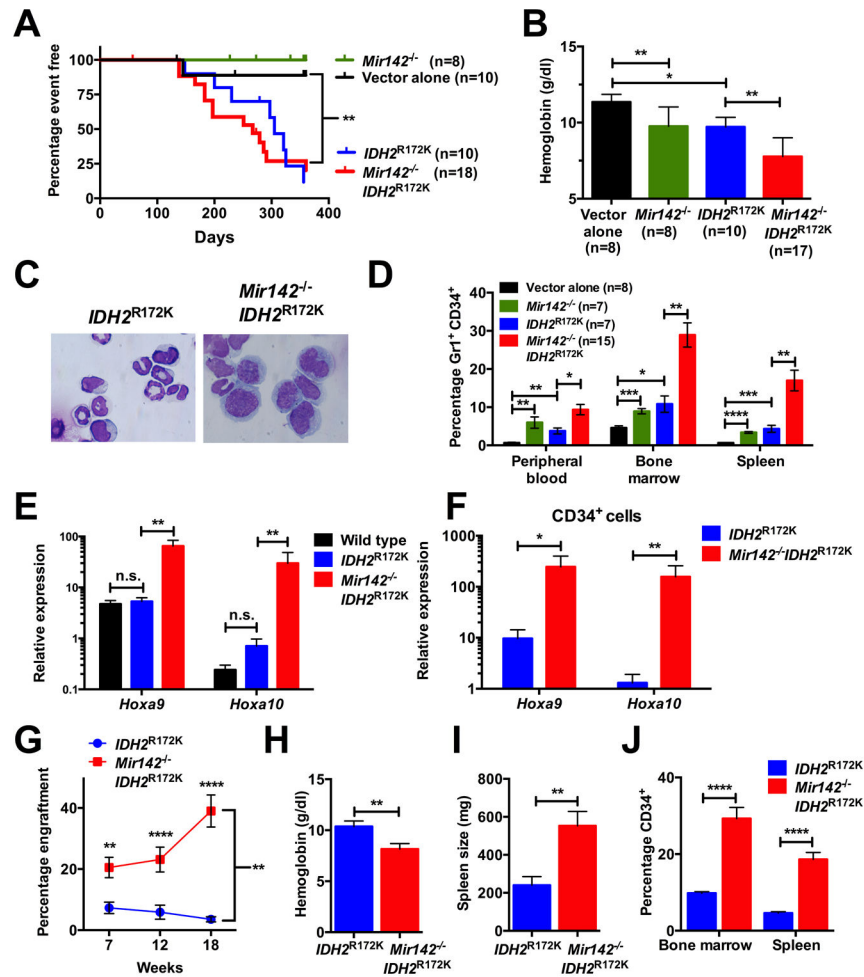 A
Percentage event free
100
75
50
25
0
0 100 200 300 400
Days
Mir142-/- (n=8)
Vector alone (n=10)
**
IDH2R172K (n=10)
Mir142-/- (n=18)
IDH2R172K
B
Hemoglobin (g/dl)
15
10
5
**
*
**
Vector alone (n=8)
Mir142-/- (n=8)
IDH2R172K (n=10)
Mir142-/- IDH2R172K (n=17)
C
IDH2R172K
Mir142-/-
IDH2R172K
D
Percentage Gr1+ CD34+
40
30
20
10
0
Vector alone (n=8)
Mir142-/- (n=7)
IDH2R172K (n=7)
Mir142-/- (n=15)
IDH2R172K
** ** *
*** * **
**** *** **
Peripheral blood
Bone marrow
Spleen
E
Relative expression
100
10
1
0.1
n.s. **
n.s. **
Hoxa9 Hoxa10
Wild type
IDH2R172K
Mir142-/-
IDH2R172K
F
CD34+ cells
Relative expression
1000
100
10
1
* **
Hoxa9 Hoxa10
IDH2R172K
Mir142-/-IDH2R172K
G
IDH2R172K
Mir142-/-
IDH2R172K
Percentage engraftment
40
20
0
** **** ****
**
7 12 18
Weeks
H
Hemoglobin (g/dl)
15
10
5
0
**
IDH2R172K Mir142-/-
IDH2R172K
I
Spleen size (mg)
800
600
400
200
0
**
IDH2R172K Mir142-/-
IDH2R172K
J
IDH2R172K
Mir142-/-
IDH2R172K
Percentage CD34+
40
30
20
10
0
**** ****
Bone marrow Spleen